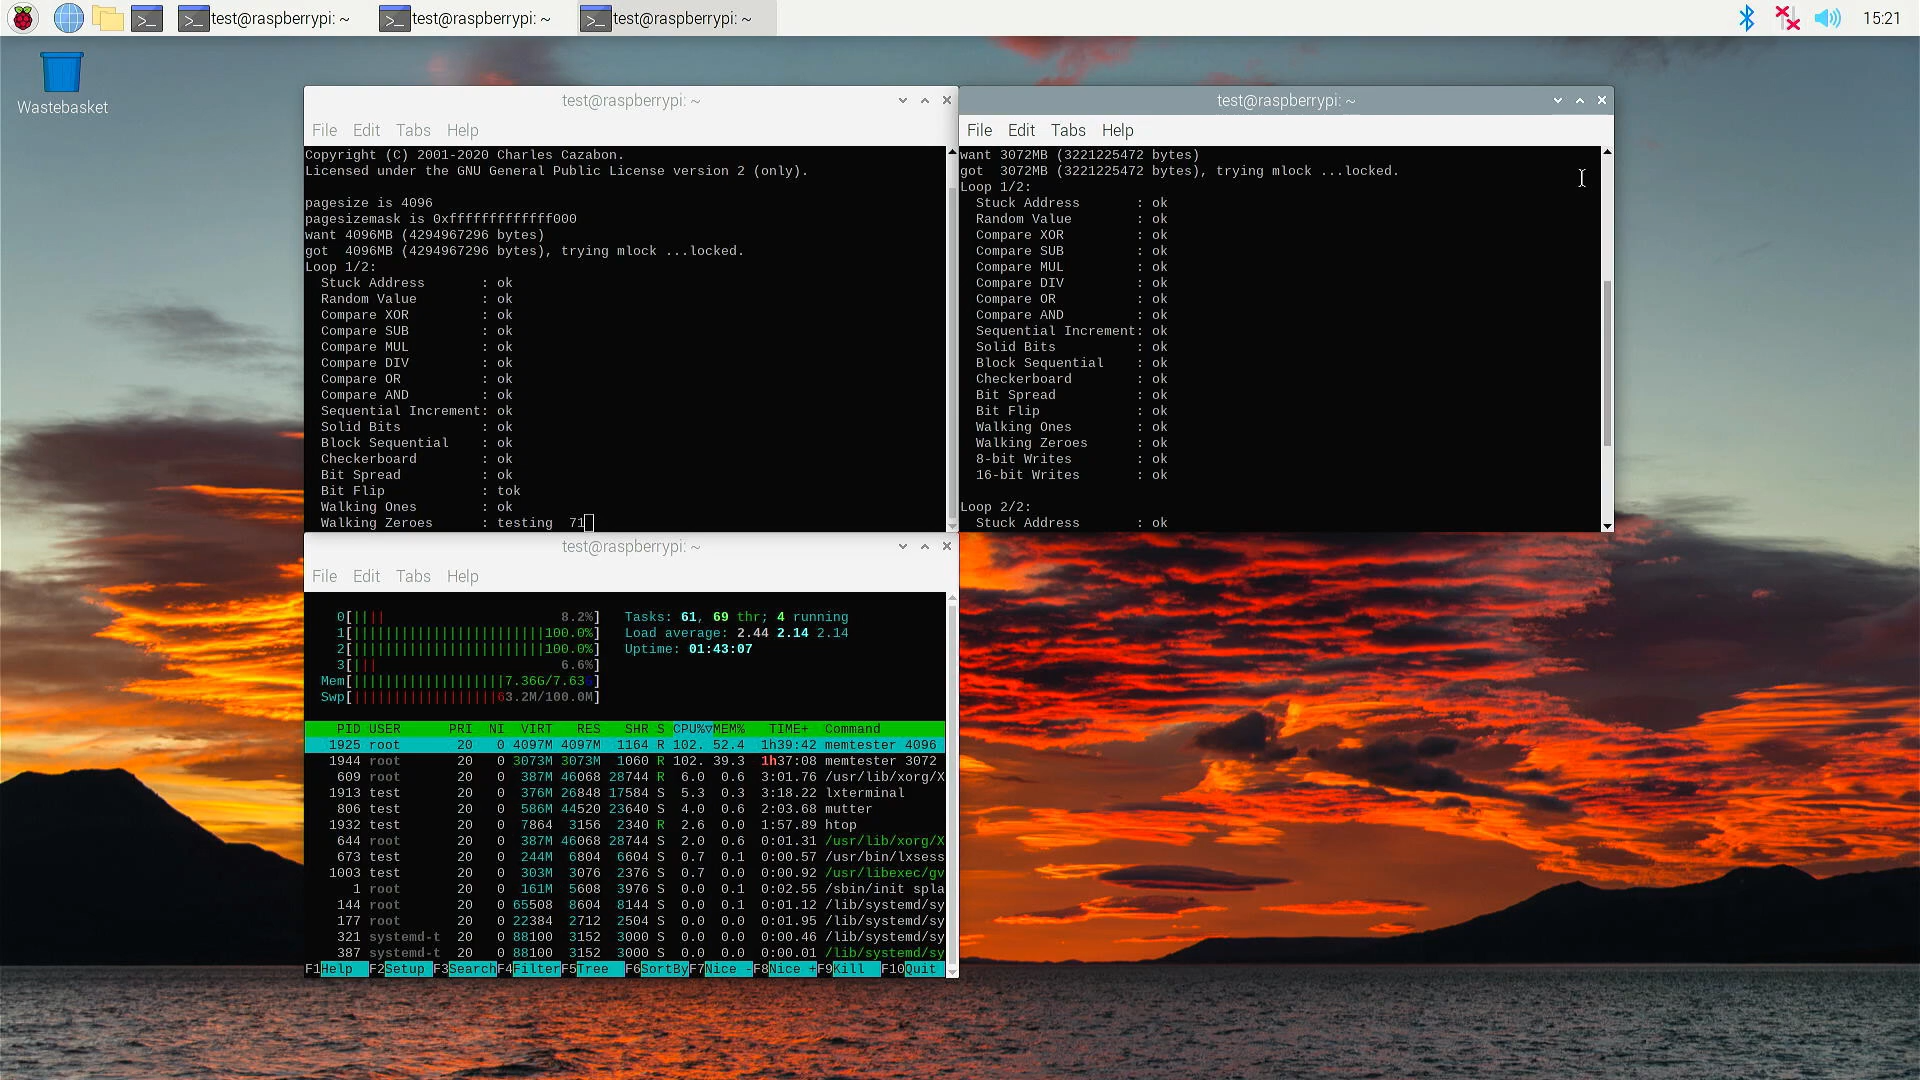 test@raspberrypi: ~
test@raspberrypi: ~
test@raspberrypi: ~
15:21
Wastebasket
test@raspberrypi: ~
File Edit Tabs Help
Copyright (C) 2001-2020 Charles Cazabon.
Licensed under the GNU General Public License version 2 (only).
pagesize is 4096
pagesizemask is 0xfffffffffffff000
want 4096MB (4294967296 bytes)
got  4096MB (4294967296 bytes), trying mlock ...locked.
Loop 1/2:
Stuck Address       : ok
Random Value        : ok
Compare XOR         : ok
Compare SUB         : ok
Compare MUL         : ok
Compare DIV         : ok
Compare OR          : ok
Compare AND         : ok
Sequential Increment: ok
Solid Bits          : ok
Block Sequential    : ok
Checkerboard        : ok
Bit Spread          : ok
Bit Flip            : tok
Walking Ones        : ok
Walking Zeroes      : testing  71
test@raspberrypi: ~
File Edit Tabs Help
want 3072MB (3221225472 bytes)
got  3072MB (3221225472 bytes), trying mlock ...locked.
Loop 1/2:
Stuck Address       : ok
Random Value        : ok
Compare XOR         : ok
Compare SUB         : ok
Compare MUL         : ok
Compare DIV         : ok
Compare OR          : ok
Compare AND         : ok
Sequential Increment: ok
Solid Bits          : ok
Block Sequential    : ok
Checkerboard        : ok
Bit Spread          : ok
Bit Flip            : ok
Walking Ones        : ok
Walking Zeroes      : ok
8-bit Writes        : ok
16-bit Writes       : ok
Loop 2/2:
Stuck Address       : ok
test@raspberrypi: ~
File Edit Tabs Help
0[|||| 8.2%] Tasks: 61, 69 thr; 4 running
1[||||||||||||||||||||||||100.0%] Load average: 2.44 2.14 2.14
2[||||||||||||||||||||||||100.0%] Uptime: 01:43:07
3[||| 6.6%]
Mem[|||||||||||||||||||7.36G/7.63G]
Swp[||||||||||||||||||63.2M/100.0M]
PID USER PRI NI VIRT RES SHR S CPU%▽MEM% TIME+ Command
1925 root 20 0 4097M 4097M 1164 R 102. 52.4 1h39:42 memtester 4096
1944 root 20 0 3073M 3073M 1060 R 102. 39.3 1h37:08 memtester 3072
609 root 20 0 387M 46068 28744 R 6.0 0.6 3:01.76 /usr/lib/xorg/X
1913 test 20 0 376M 26848 17584 S 5.3 0.3 3:18.22 lxterminal
806 test 20 0 586M 44520 23640 S 4.0 0.6 2:03.68 mutter
1932 test 20 0 7864 3156 2340 R 2.6 0.0 1:57.89 htop
644 root 20 0 387M 46068 28744 S 2.0 0.6 0:01.31 /usr/lib/xorg/X
673 test 20 0 244M 6804 6604 S 0.7 0.1 0:00.57 /usr/bin/lxsess
1003 test 20 0 303M 3076 2376 S 0.7 0.0 0:00.92 /usr/libexec/gv
1 root 20 0 161M 5608 3976 S 0.0 0.1 0:02.55 /sbin/init spla
144 root 20 0 65508 8604 8144 S 0.0 0.1 0:01.12 /lib/systemd/sy
177 root 20 0 22384 2712 2504 S 0.0 0.0 0:01.95 /lib/systemd/sy
321 systemd-t 20 0 88100 3152 3000 S 0.0 0.0 0:00.46 /lib/systemd/sy
387 systemd-t 20 0 88100 3152 3000 S 0.0 0.0 0:00.01 /lib/systemd/sy
F1Help F2Setup F3SearchF4FilterF5Tree F6SortByF7Nice -F8Nice +F9Kill F10Quit